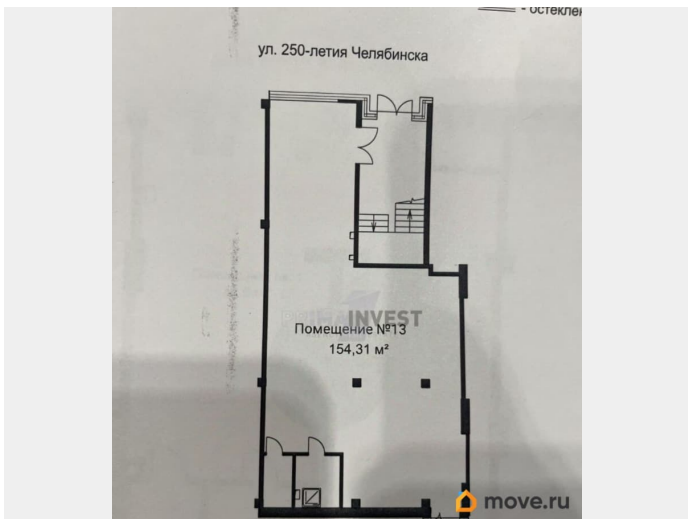 - остеклен
ул. 250-летия Челябинска
INVEST
Помещение №13
154,31 м²
move.ru